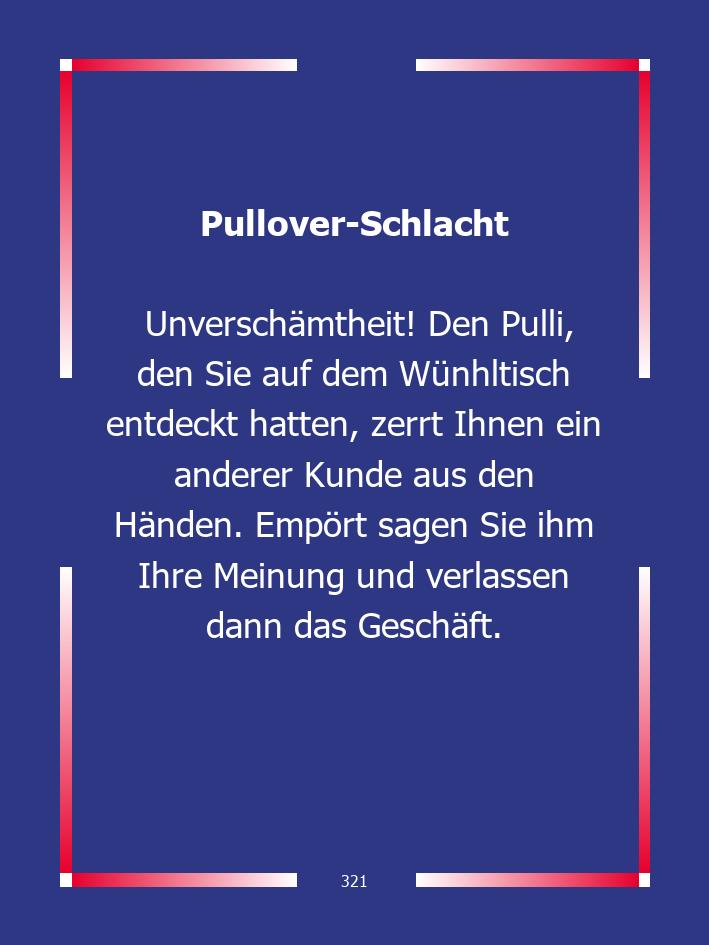 Pullover-Schlacht
Unverschämtheit! Den Pulli,
den Sie auf dem Wünhltisch
entdeckt hatten, zerrt Ihnen ein
anderer Kunde aus den
Händen. Empört sagen Sie ihm
Ihre Meinung und verlassen
dann das Geschäft.
321